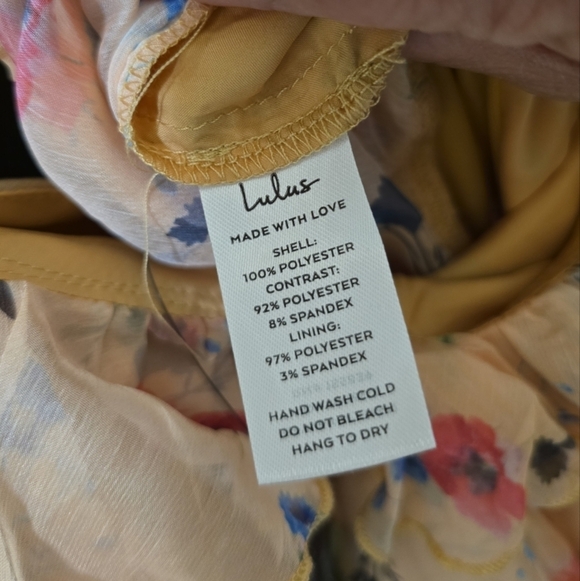 Lulus
MADE WITH LOVE
SHELL:
100% POLYESTER
CONTRAST:
92% POLYESTER
8% SPANDEX
LINING:
97% POLYESTER
3% SPANDEX
HAND WASH COLD
DO NOT BLEACH
HANG TO DRY